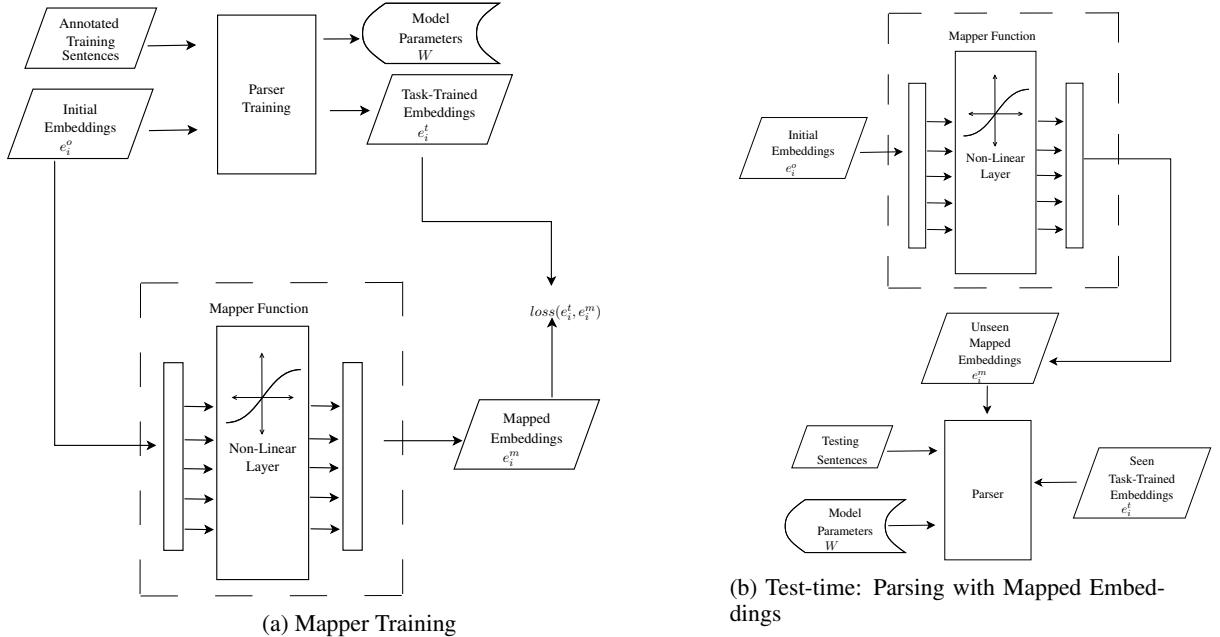 Annotated
Training
Sentences
Model
Parameters
W
Initial
Embeddings
e_i^o
Parser
Training
Task-Trained
Embeddings
e_i^t
loss(e_i^t, e_i^m)
Mapper Function
Non-Linear
Layer
Mapped
Embeddings
e_i^m
(a) Mapper Training
Mapper Function
Initial
Embeddings
e_i^o
Non-Linear
Layer
Unseen
Mapped
Embeddings
e_i^m
Testing
Sentences
Parser
Seen
Task-Trained
Embeddings
e_i^t
Model
Parameters
W
(b) Test-time: Parsing with Mapped Embed-
dings